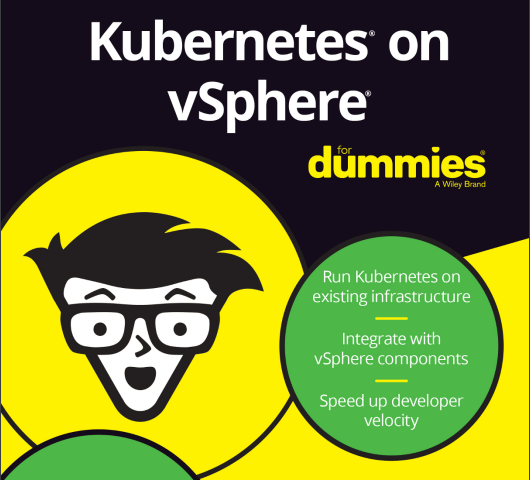 Kubernetes® on
vSphere®
for
dummies®
A Wiley Brand
Run Kubernetes on
existing infrastructure
Integrate with
vSphere components
Speed up developer
velocity